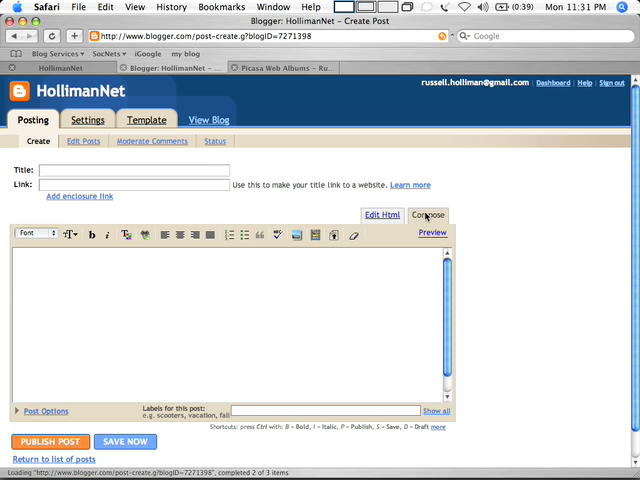 Safari File Edit View History Bookmarks Window Help (0:39) Mon 11:31 PM
Blogger: HollimanNet - Create Post
http://www.blogger.com/post-create.g?blogID=7271398 Google
Blog Services SocNets iGoogle my blog
HollimanNet Blogger: HollimanNet - ... Picasa Web Albums - Ru...
russell.holliman@gmail.com Dashboard Help Sign out
HollimanNet
Posting Settings Template View Blog
Create Edit Posts Moderate Comments Status
Title:
Link: Use this to make your title link to a website. Learn more
Add enclosure link
Edit Html Compose
Font b i ABC Preview
Post Options Labels for this post: Show all
e.g. scooters, vacation, fall
Shortcuts: press Ctrl with: B = Bold, I = Italic, P = Publish, S = Save, D = Draft more
PUBLISH POST SAVE NOW
Return to list of posts
Loading "http://www.blogger.com/post-create.g?blogID=7271398", completed 2 of 3 items